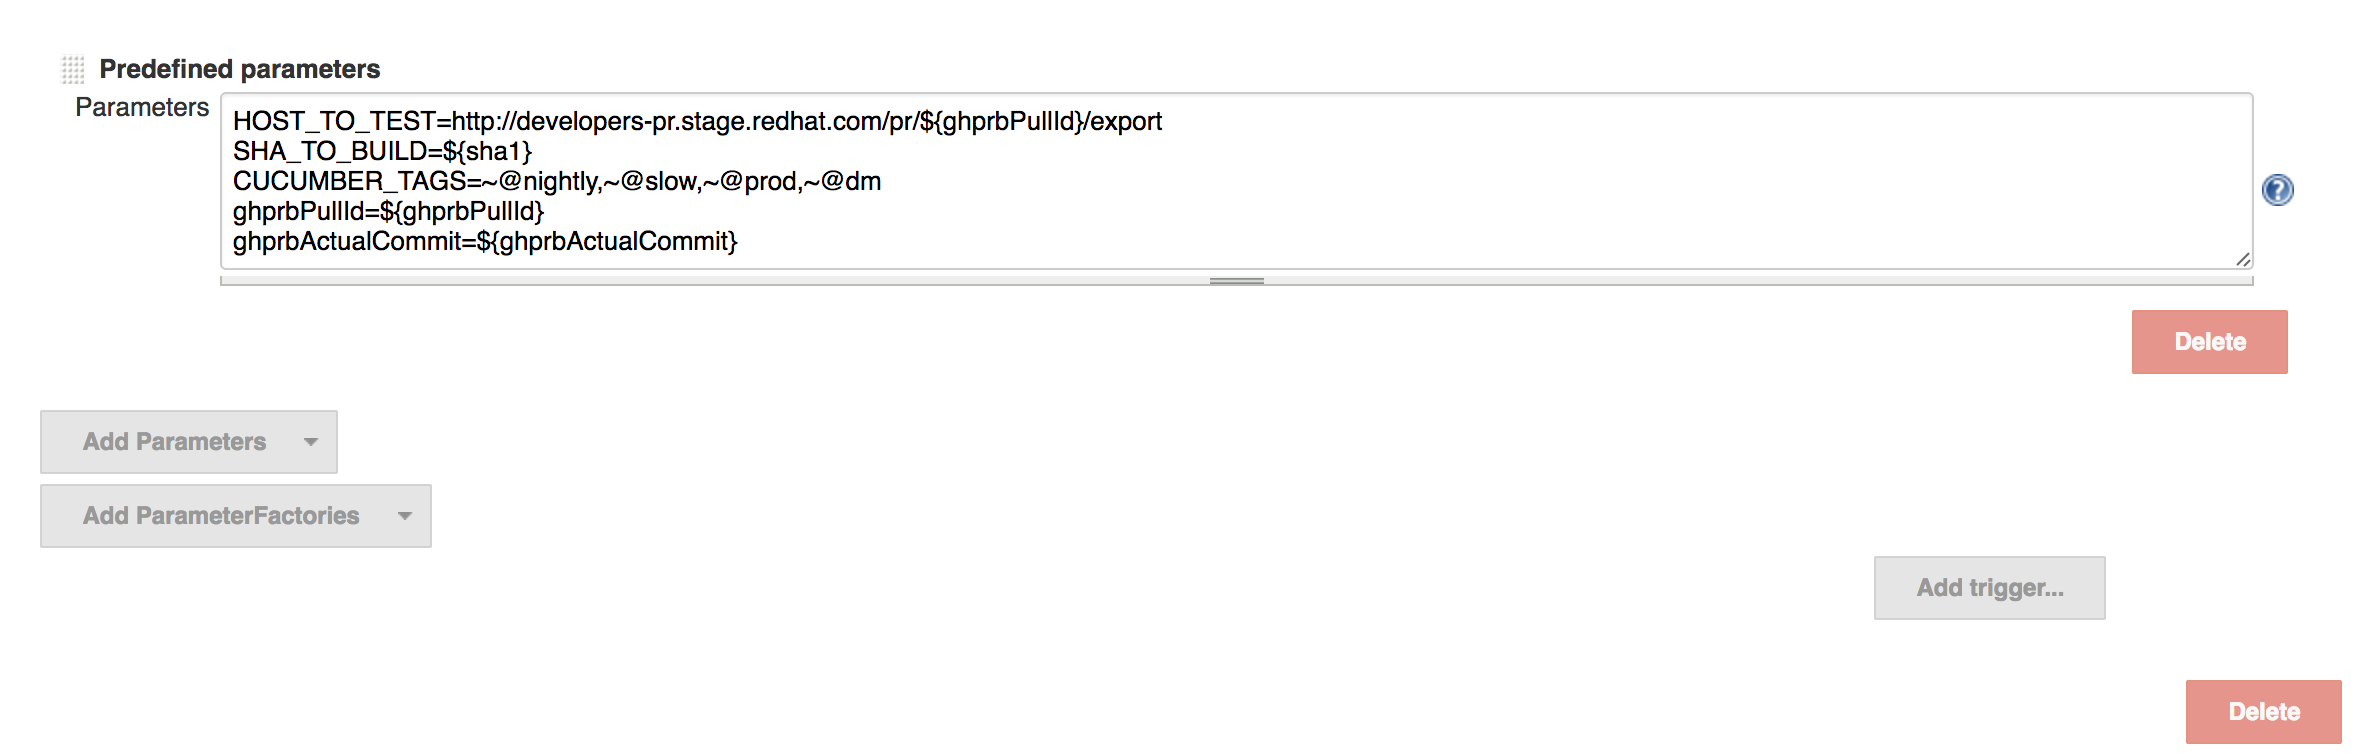 Predefined parameters
Parameters
HOST_TO_TEST=http://developers-pr.stage.redhat.com/pr/${ghprbPullId}/export
SHA_TO_BUILD=${sha1}
CUCUMBER_TAGS=~@nightly,~@slow,~@prod,~@dm
ghprbPullId=${ghprbPullId}
ghprbActualCommit=${ghprbActualCommit}
?
Delete
Add Parameters
Add ParameterFactories
Add trigger...
Delete